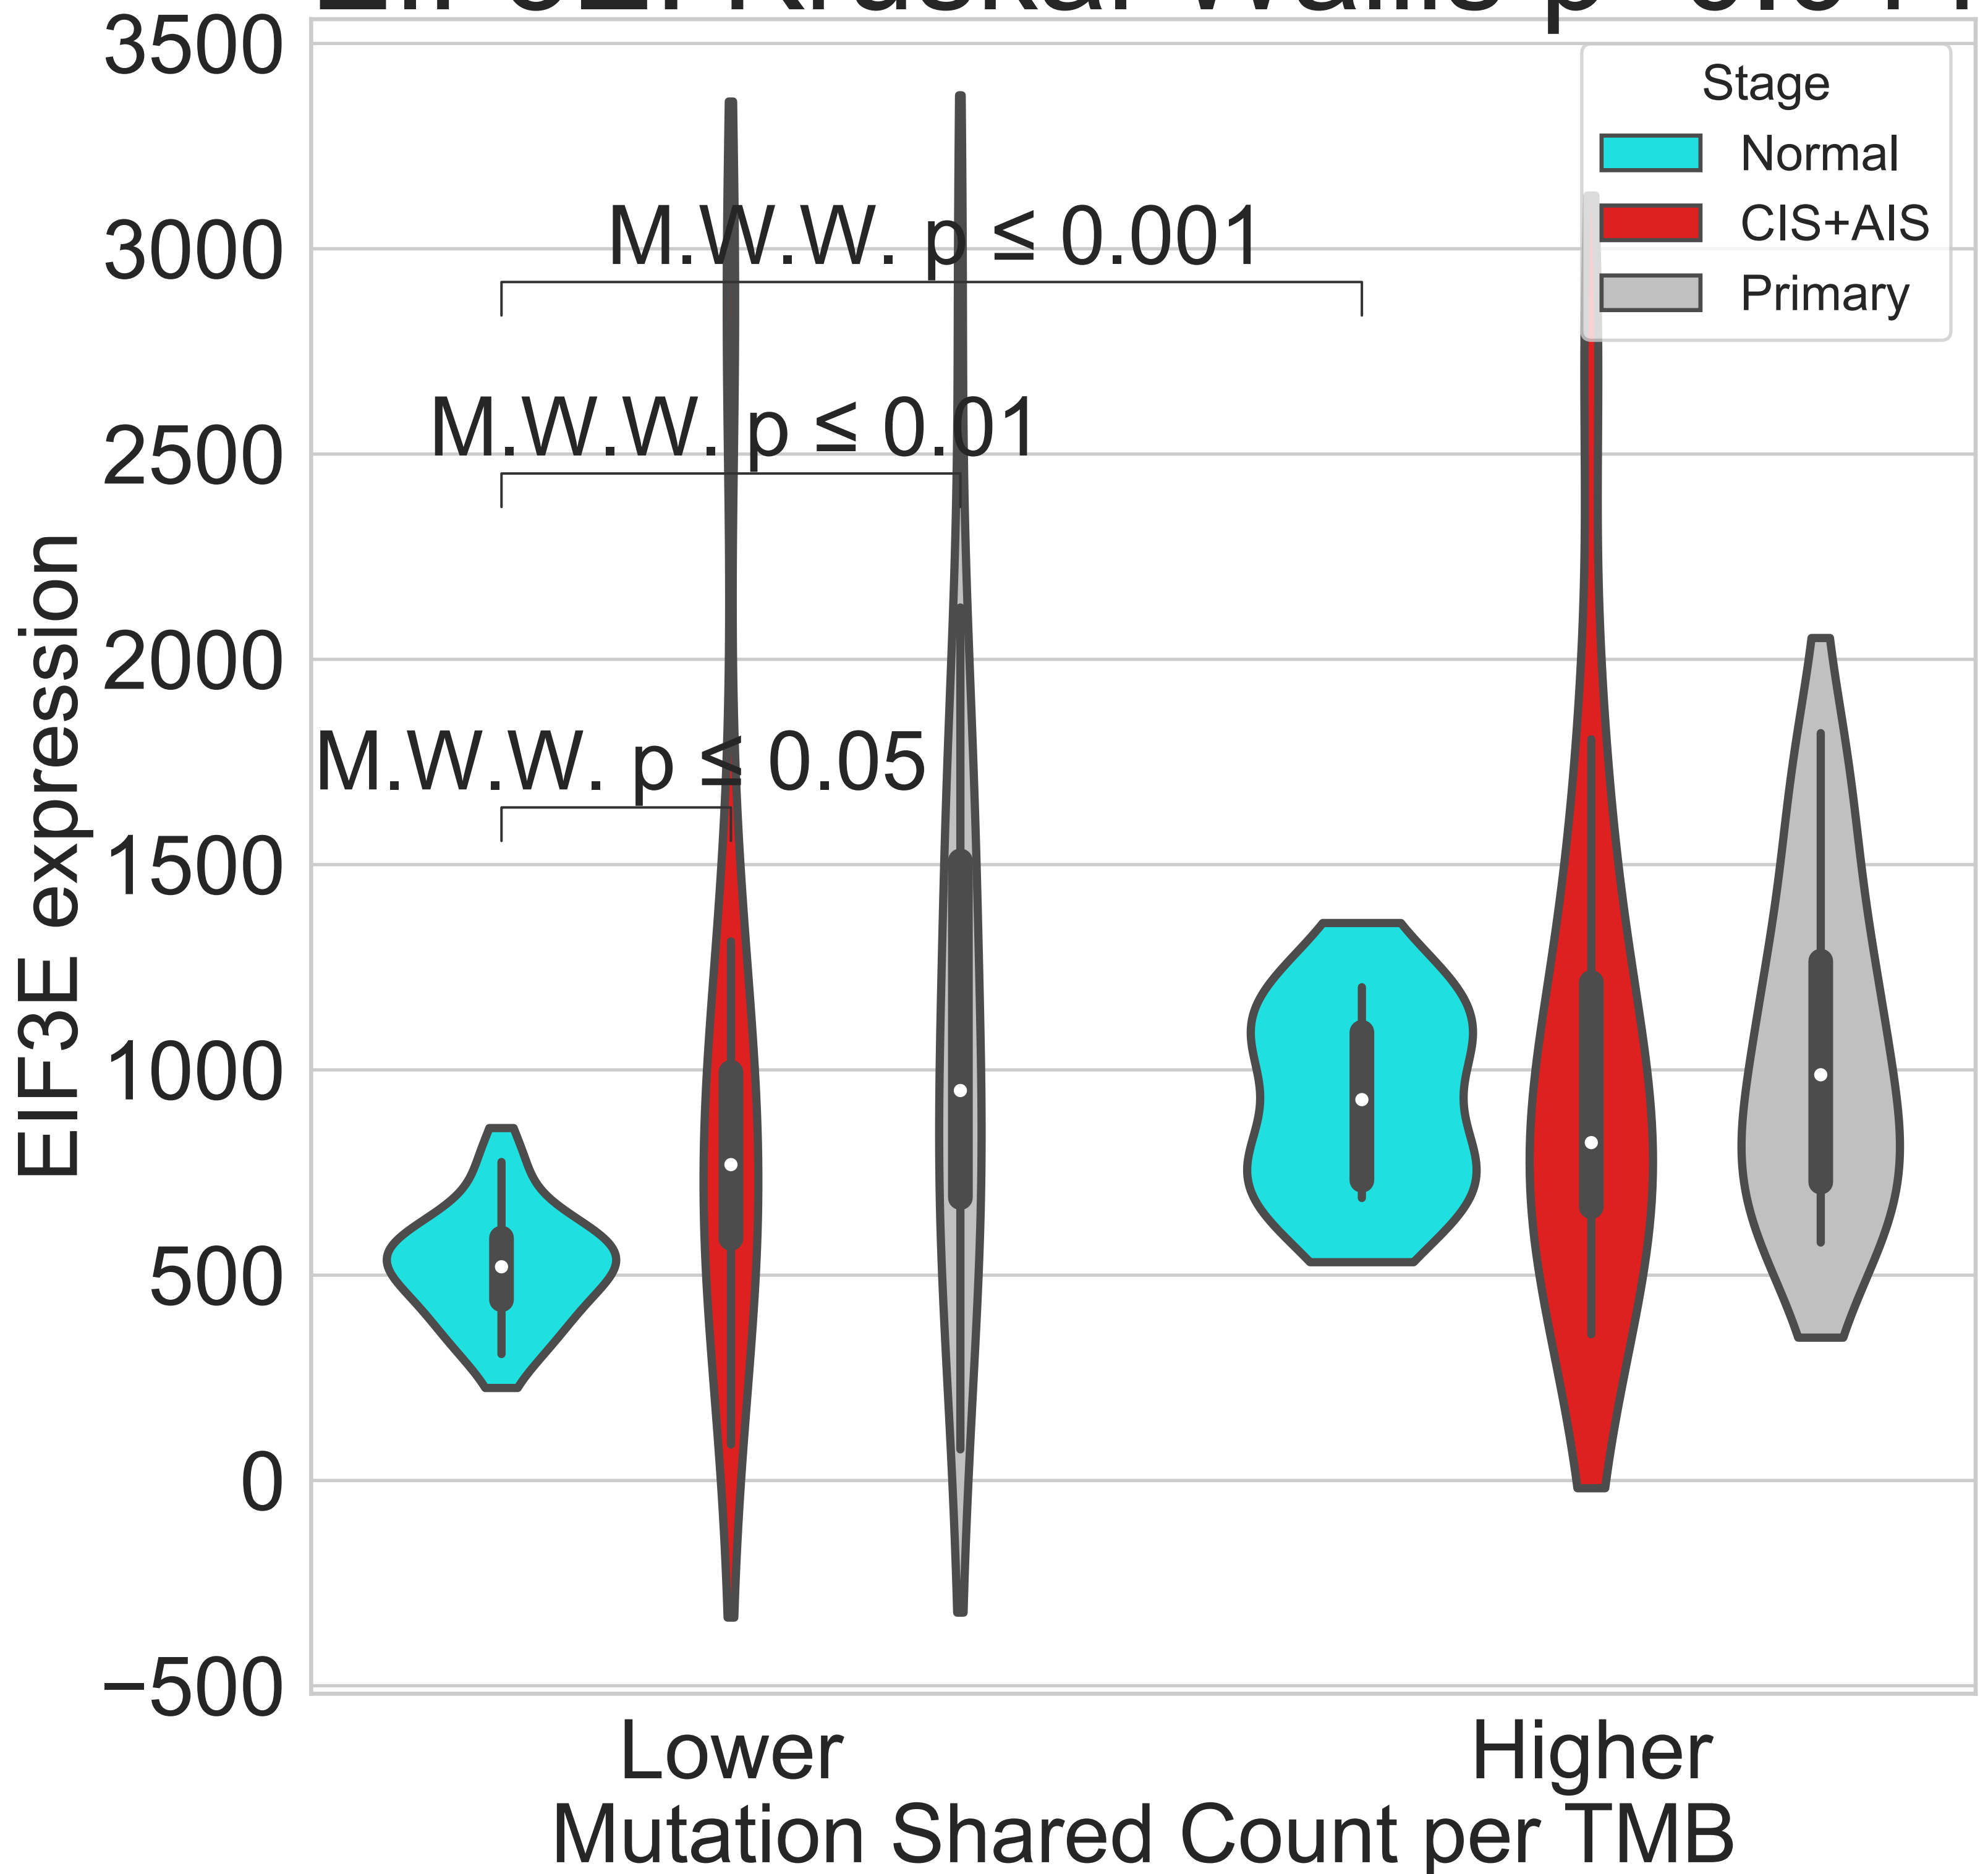 3500
3000
2500
2000
1500
1000
500
0
−500
EIF3E expression
M.W.W. p ≤ 0.001
M.W.W. p ≤ 0.01
M.W.W. p ≤ 0.05
Stage
Normal
CIS+AIS
Primary
Lower
Higher
Mutation Shared Count per TMB